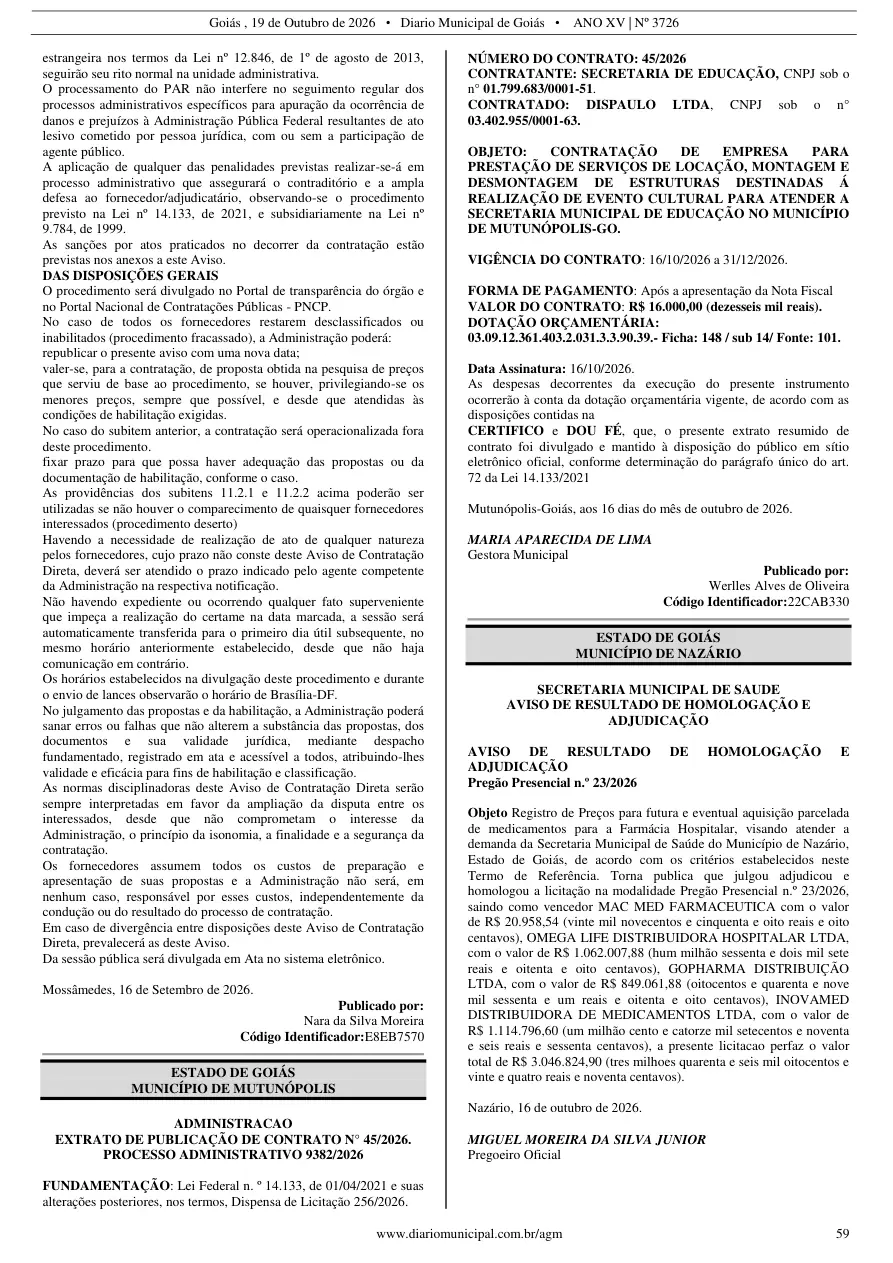 Goiás , 19 de Outubro de 2026 • Diario Municipal de Goiás • ANO XV | Nº 3726
estrangeira nos termos da Lei nº 12.846, de 1º de agosto de 2013,
seguirão seu rito normal na unidade administrativa.
O processamento do PAR não interfere no seguimento regular dos
processos administrativos específicos para apuração da ocorrência de
danos e prejuízos à Administração Pública Federal resultantes de ato
lesivo cometido por pessoa jurídica, com ou sem a participação de
agente público.
A aplicação de qualquer das penalidades previstas realizar-se-á em
processo administrativo que assegurará o contraditório e a ampla
defesa ao fornecedor/adjudicatário, observando-se o procedimento
previsto na Lei nº 14.133, de 2021, e subsidiariamente na Lei nº
9.784, de 1999.
As sanções por atos praticados no decorrer da contratação estão
previstas nos anexos a este Aviso.
DAS DISPOSIÇÕES GERAIS
O procedimento será divulgado no Portal de transparência do órgão e
no Portal Nacional de Contratações Públicas - PNCP.
No caso de todos os fornecedores restarem desclassificados ou
inabilitados (procedimento fracassado), a Administração poderá:
republicar o presente aviso com uma nova data;
valer-se, para a contratação, de proposta obtida na pesquisa de preços
que serviu de base ao procedimento, se houver, privilegiando-se os
menores preços, sempre que possível, e desde que atendidas às
condições de habilitação exigidas.
No caso do subitem anterior, a contratação será operacionalizada fora
deste procedimento.
fixar prazo para que possa haver adequação das propostas ou da
documentação de habilitação, conforme o caso.
As providências dos subitens 11.2.1 e 11.2.2 acima poderão ser
utilizadas se não houver o comparecimento de quaisquer fornecedores
interessados (procedimento deserto)
Havendo a necessidade de realização de ato de qualquer natureza
pelos fornecedores, cujo prazo não conste deste Aviso de Contratação
Direta, deverá ser atendido o prazo indicado pelo agente competente
da Administração na respectiva notificação.
Não havendo expediente ou ocorrendo qualquer fato superveniente
que impeça a realização do certame na data marcada, a sessão será
automaticamente transferida para o primeiro dia útil subsequente, no
mesmo horário anteriormente estabelecido, desde que não haja
comunicação em contrário.
Os horários estabelecidos na divulgação deste procedimento e durante
o envio de lances observarão o horário de Brasília-DF.
No julgamento das propostas e da habilitação, a Administração poderá
sanar erros ou falhas que não alterem a substância das propostas, dos
documentos e sua validade jurídica, mediante despacho
fundamentado, registrado em ata e acessível a todos, atribuindo-lhes
validade e eficácia para fins de habilitação e classificação.
As normas disciplinadoras deste Aviso de Contratação Direta serão
sempre interpretadas em favor da ampliação da disputa entre os
interessados, desde que não comprometam o interesse da
Administração, o princípio da isonomia, a finalidade e a segurança da
contratação.
Os fornecedores assumem todos os custos de preparação e
apresentação de suas propostas e a Administração não será, em
nenhum caso, responsável por esses custos, independentemente da
condução ou do resultado do processo de contratação.
Em caso de divergência entre disposições deste Aviso de Contratação
Direta, prevalecerá as deste Aviso.
Da sessão pública será divulgada em Ata no sistema eletrônico.
Mossâmedes, 16 de Setembro de 2026.
Publicado por:
Nara da Silva Moreira
Código Identificador:E8EB7570
ESTADO DE GOIÁS
MUNICÍPIO DE MUTUNÓPOLIS
ADMINISTRACAO
EXTRATO DE PUBLICAÇÃO DE CONTRATO N° 45/2026.
PROCESSO ADMINISTRATIVO 9382/2026
FUNDAMENTAÇÃO: Lei Federal n. º 14.133, de 01/04/2021 e suas
alterações posteriores, nos termos, Dispensa de Licitação 256/2026.
NÚMERO DO CONTRATO: 45/2026
CONTRATANTE: SECRETARIA DE EDUCAÇÃO, CNPJ sob o
n° 01.799.683/0001-51.
CONTRATADO: DISPAULO LTDA, CNPJ sob o n°
03.402.955/0001-63.
OBJETO: CONTRATAÇÃO DE EMPRESA PARA
PRESTAÇÃO DE SERVIÇOS DE LOCAÇÃO, MONTAGEM E
DESMONTAGEM DE ESTRUTURAS DESTINADAS Á
REALIZAÇÃO DE EVENTO CULTURAL PARA ATENDER A
SECRETARIA MUNICIPAL DE EDUCAÇÃO NO MUNICÍPIO
DE MUTUNÓPOLIS-GO.
VIGÊNCIA DO CONTRATO: 16/10/2026 a 31/12/2026.
FORMA DE PAGAMENTO: Após a apresentação da Nota Fiscal
VALOR DO CONTRATO: R$ 16.000,00 (dezesseis mil reais).
DOTAÇÃO ORÇAMENTÁRIA:
03.09.12.361.403.2.031.3.3.90.39.- Ficha: 148 / sub 14/ Fonte: 101.
Data Assinatura: 16/10/2026.
As despesas decorrentes da execução do presente instrumento
ocorrerão à conta da dotação orçamentária vigente, de acordo com as
disposições contidas na
CERTIFICO e DOU FÉ, que, o presente extrato resumido de
contrato foi divulgado e mantido à disposição do público em sítio
eletrônico oficial, conforme determinação do parágrafo único do art.
72 da Lei 14.133/2021
Mutunópolis-Goiás, aos 16 dias do mês de outubro de 2026.
MARIA APARECIDA DE LIMA
Gestora Municipal
Publicado por:
Werlles Alves de Oliveira
Código Identificador:22CAB330
ESTADO DE GOIÁS
MUNICÍPIO DE NAZÁRIO
SECRETARIA MUNICIPAL DE SAUDE
AVISO DE RESULTADO DE HOMOLOGAÇÃO E
ADJUDICAÇÃO
AVISO DE RESULTADO DE HOMOLOGAÇÃO E
ADJUDICAÇÃO
Pregão Presencial n.º 23/2026
Objeto Registro de Preços para futura e eventual aquisição parcelada
de medicamentos para a Farmácia Hospitalar, visando atender a
demanda da Secretaria Municipal de Saúde do Município de Nazário,
Estado de Goiás, de acordo com os critérios estabelecidos neste
Termo de Referência. Torna publica que julgou adjudicou e
homologou a licitação na modalidade Pregão Presencial n.º 23/2026,
saindo como vencedor MAC MED FARMACEUTICA com o valor
de R$ 20.958,54 (vinte mil novecentos e cinquenta e oito reais e oito
centavos), OMEGA LIFE DISTRIBUIDORA HOSPITALAR LTDA,
com o valor de R$ 1.062.007,88 (hum milhão sessenta e dois mil sete
reais e oitenta e oito centavos), GOPHARMA DISTRIBUIÇÃO
LTDA, com o valor de R$ 849.061,88 (oitocentos e quarenta e nove
mil sessenta e um reais e oitenta e oito centavos), INOVAMED
DISTRIBUIDORA DE MEDICAMENTOS LTDA, com o valor de
R$ 1.114.796,60 (um milhão cento e catorze mil setecentos e noventa
e seis reais e sessenta centavos), a presente licitacao perfaz o valor
total de R$ 3.046.824,90 (tres milhoes quarenta e seis mil oitocentos e
vinte e quatro reais e noventa centavos).
Nazário, 16 de outubro de 2026.
MIGUEL MOREIRA DA SILVA JUNIOR
Pregoeiro Oficial
www.diariomunicipal.com.br/agm 59